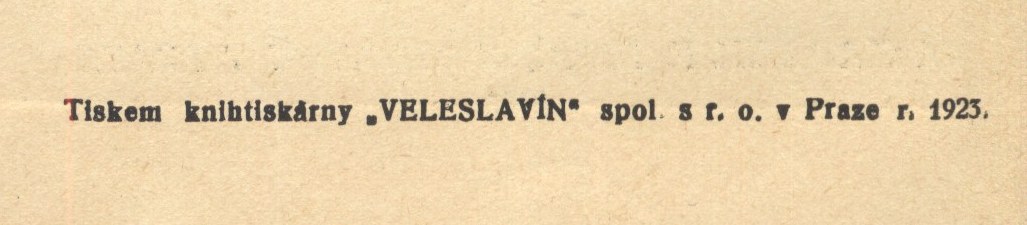 Tiskem knihtiskárny „VELESLAVÍN“ spol. s r. o. v Praze r. 1923.